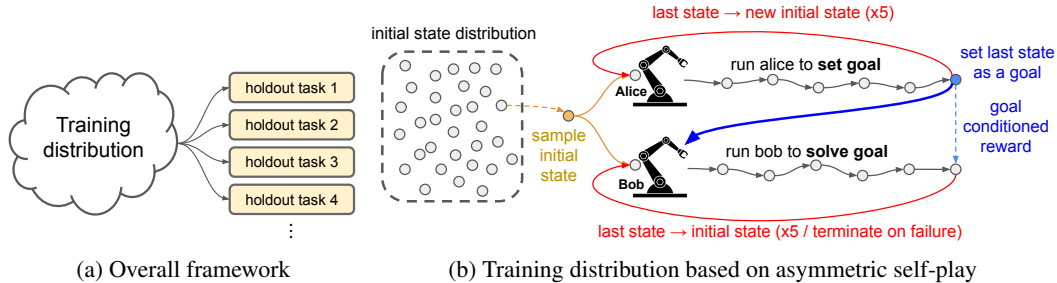 Training
distribution
holdout task 1
holdout task 2
holdout task 3
holdout task 4
(a) Overall framework
last state → new initial state (x5)
initial state distribution
sample
initial
state
Alice
run alice to set goal
set last state
as a goal
goal
conditioned
reward
Bob
run bob to solve goal
last state → initial state (x5 / terminate on failure)
(b) Training distribution based on asymmetric self-play